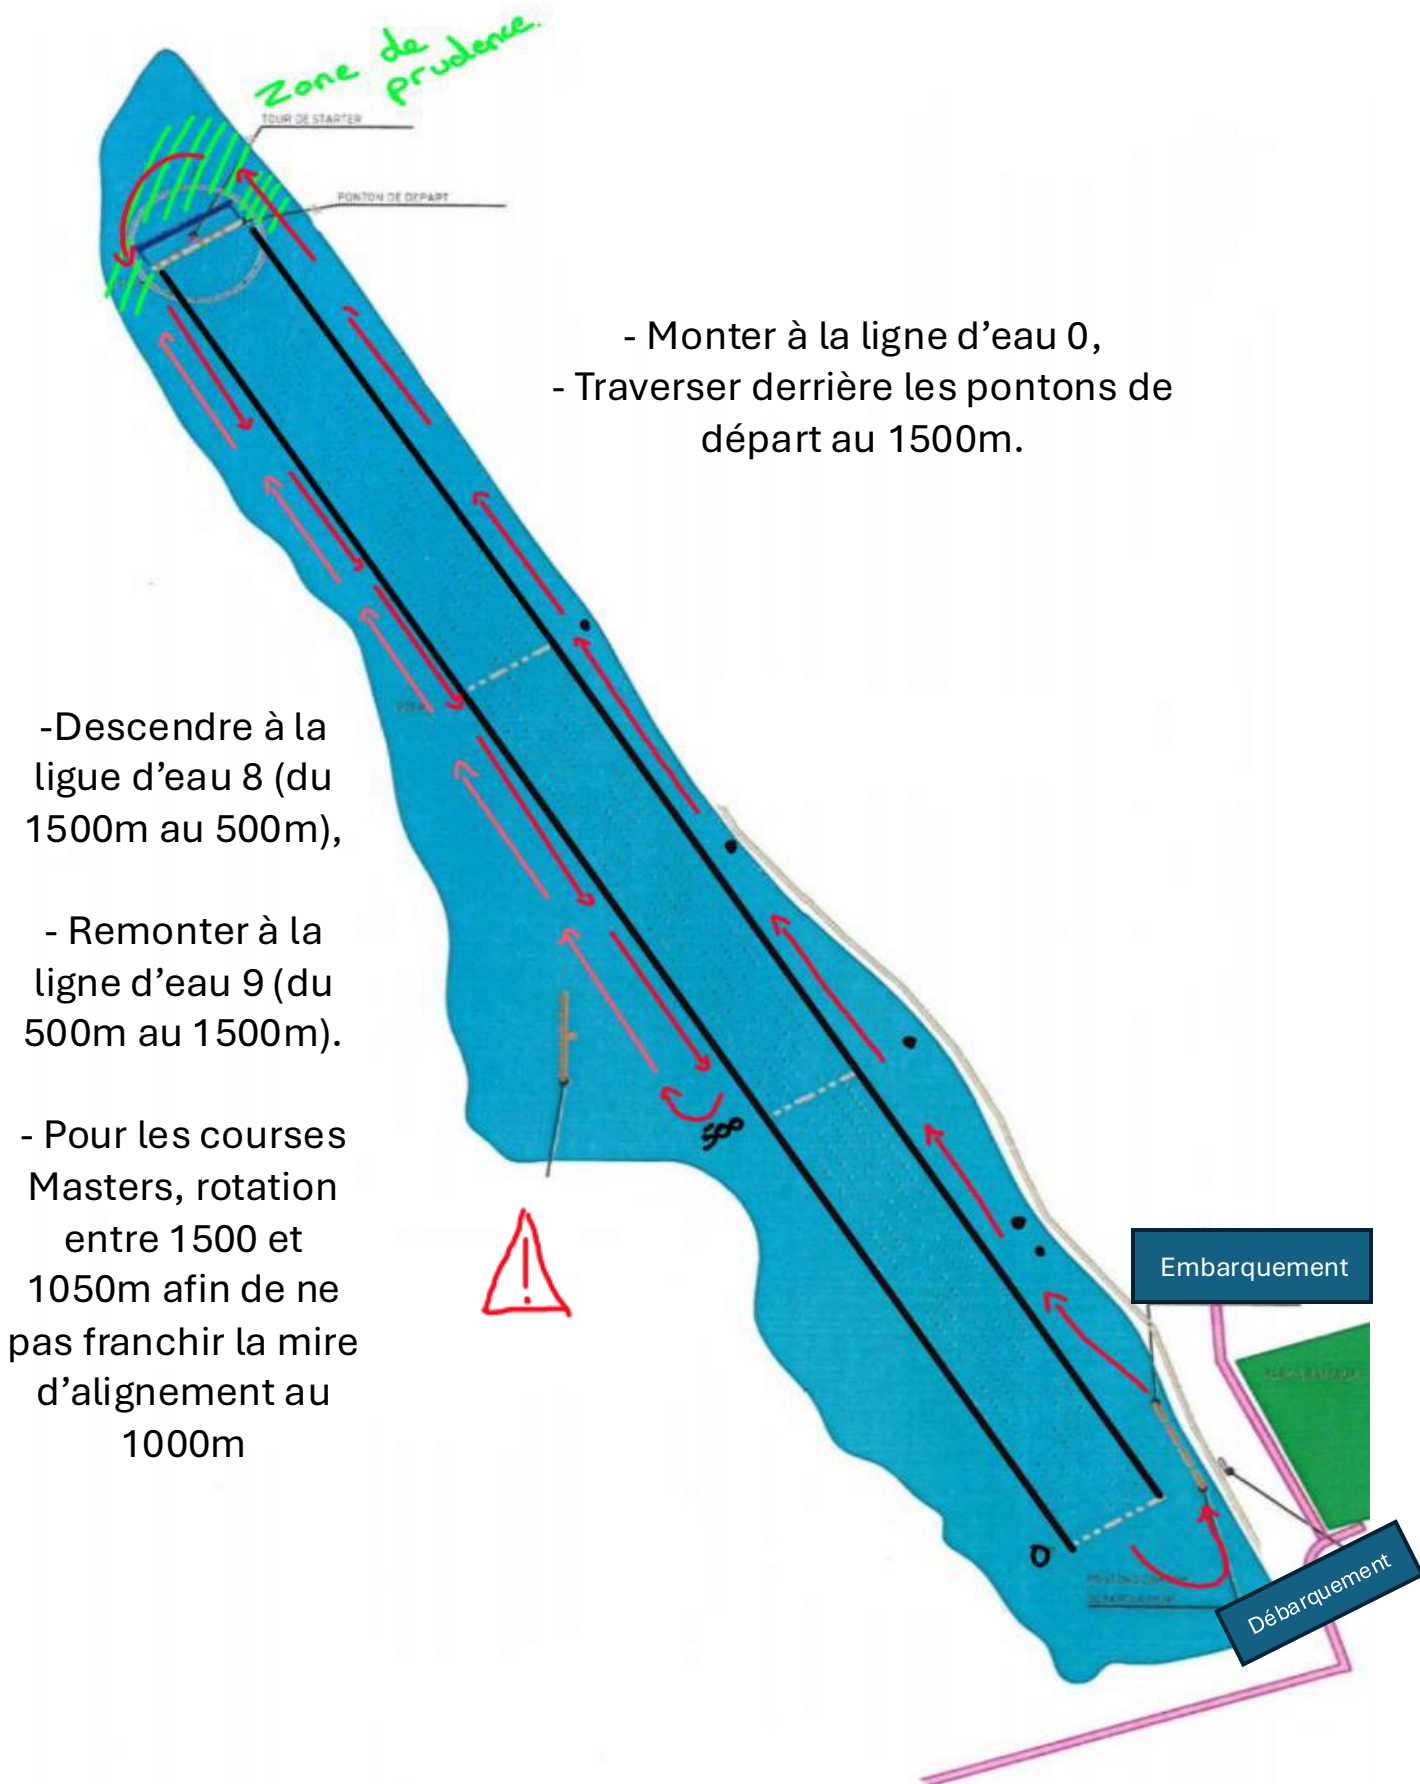 Zone de
prudence.
TOUR DE STARTER
PONTON DE DEPART
- Monter à la ligne d'eau 0,
- Traverser derrière les pontons de
départ au 1500m.
-Descendre à la
ligue d'eau 8 (du
1500m au 500m),
- Remonter à la
ligne d'eau 9 (du
500m au 1500m).
- Pour les courses
Masters, rotation
entre 1500 et
1050m afin de ne
pas franchir la mire
d'alignement au
1000m
500
!
Embarquement
0
Débarquement